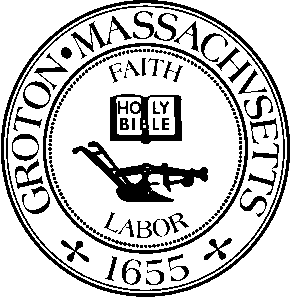 GROTON • MASSACHVSETTS
FAITH
HOLY
BIBLE
LABOR
1655